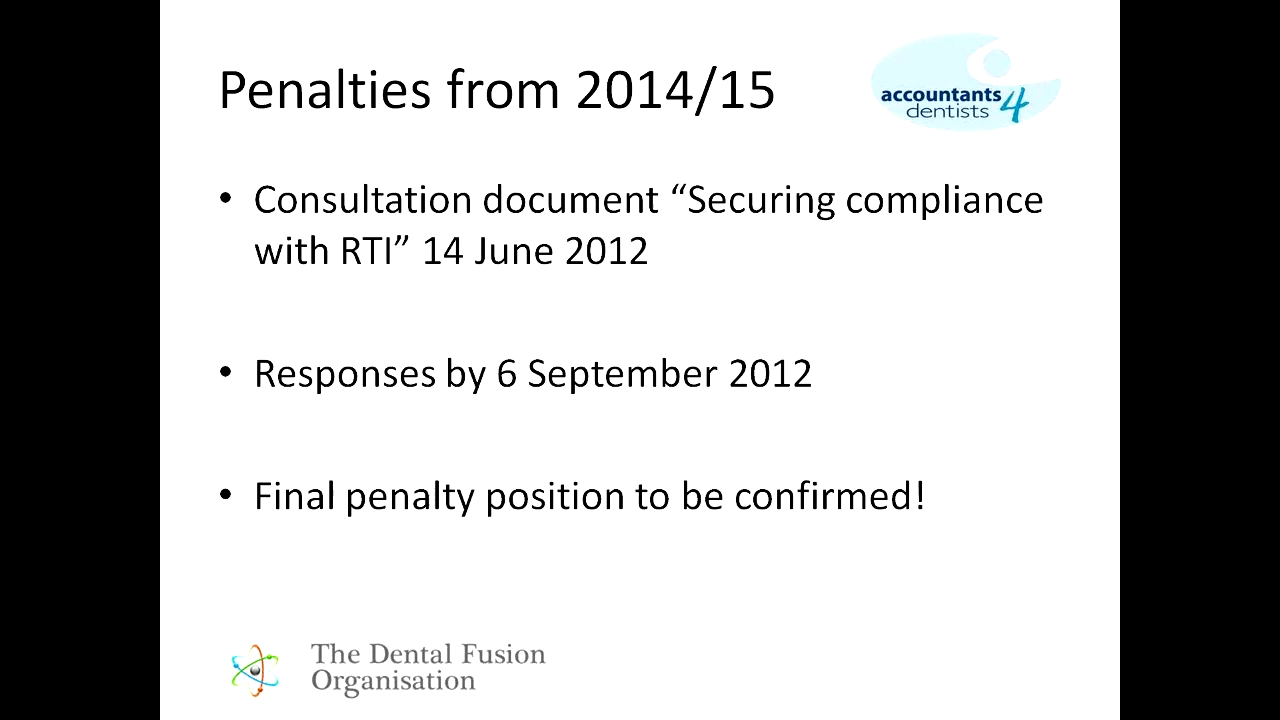 Penalties from 2014/15
accountants 4
dentists
• Consultation document “Securing compliance
with RTI” 14 June 2012
• Responses by 6 September 2012
• Final penalty position to be confirmed!
The Dental Fusion
Organisation